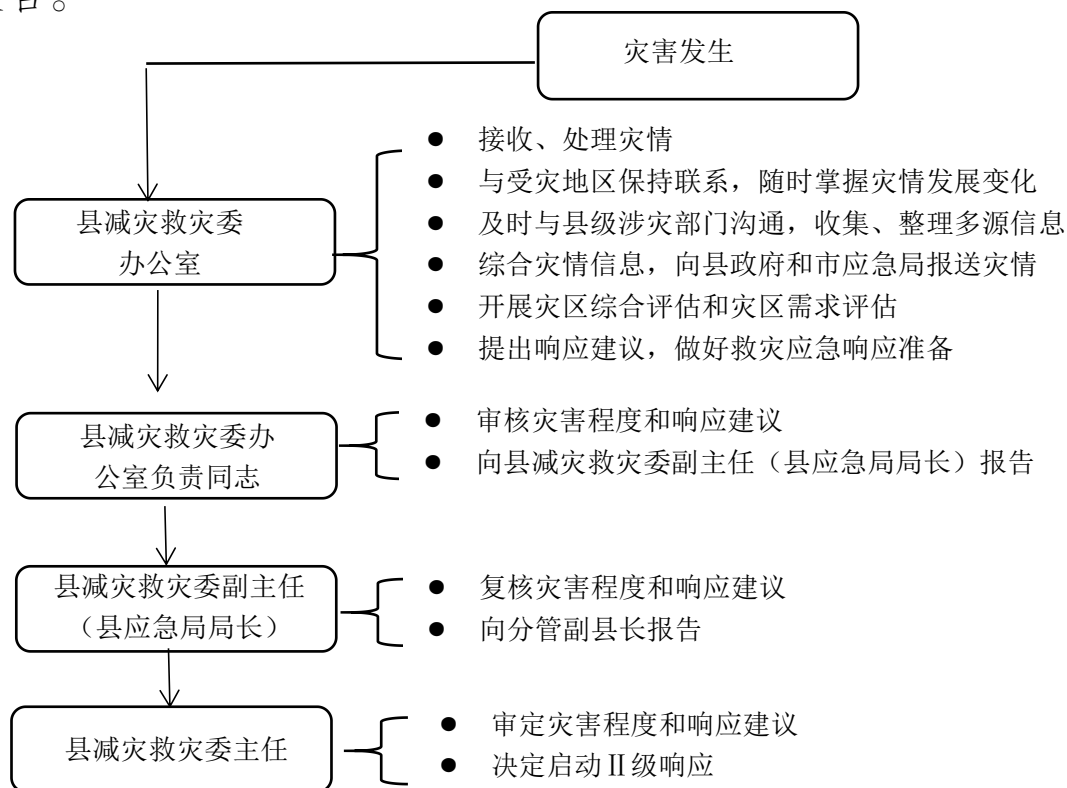 告。
灾害发生
● 接收、处理灾情
● 与受灾地区保持联系，随时掌握灾情发展变化
● 及时与县级涉灾部门沟通，收集、整理多源信息
● 综合灾情信息，向县政府和市应急局报送灾情
● 开展灾区综合评估和灾区需求评估
● 提出响应建议，做好救灾应急响应准备
县减灾救灾委
办公室
● 审核灾害程度和响应建议
● 向县减灾救灾委副主任（县应急局局长）报告
县减灾救灾委办
公室负责同志
● 复核灾害程度和响应建议
● 向分管副县长报告
县减灾救灾委副主任
（县应急局局长）
● 审定灾害程度和响应建议
● 决定启动Ⅱ级响应
县减灾救灾委主任